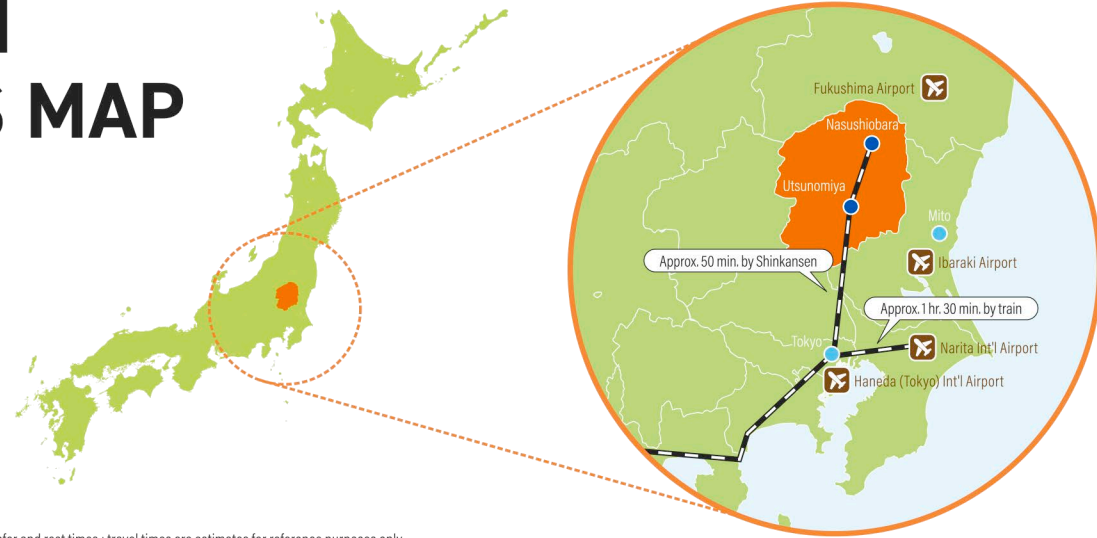 S MAP
Fukushima Airport
Nasushiobara
Utsunomiya
Mito
Approx. 50 min. by Shinkansen
Ibaraki Airport
Approx. 1 hr. 30 min. by train
Tokyo
Narita Int'l Airport
Haneda (Tokyo) Int'l Airport
and rest times : travel times are estimates for reference purposes only